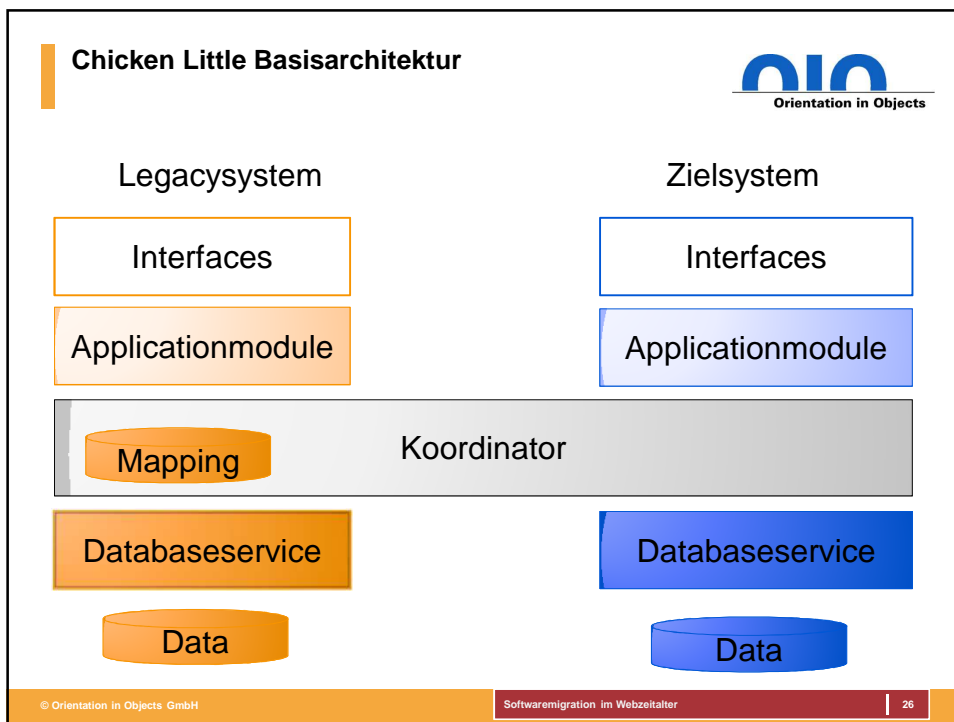 Chicken Little Basisarchitektur
OIO
Orientation in Objects
Legacysystem
Zielsystem
Interfaces
Interfaces
Applicationmodule
Applicationmodule
Mapping
Koordinator
Databaseservice
Databaseservice
Data
Data
© Orientation in Objects GmbH
Softwaremigration im Webzeitalter
26